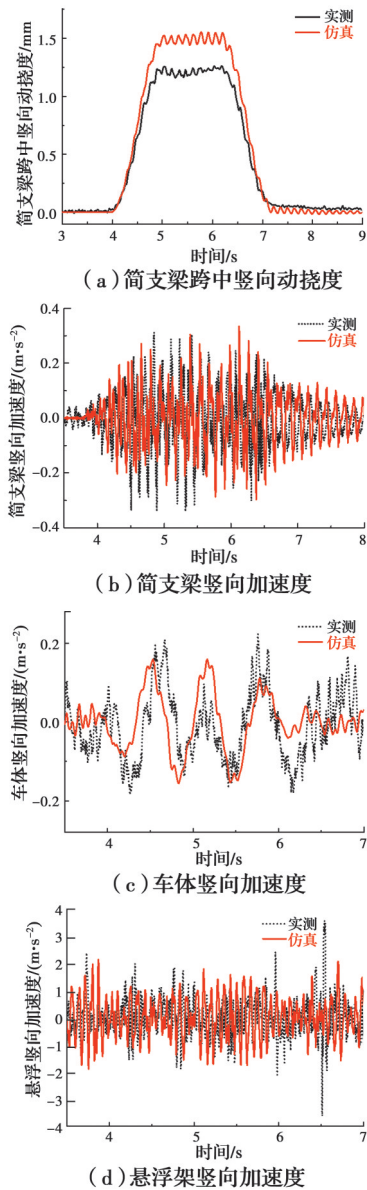 实测
仿真
简支梁跨中竖向动挠度/mm
1.5
1.0
0.5
0.0
3 4 5 6 7 8 9
时间/s
(a)简支梁跨中竖向动挠度
实测
仿真
简支梁竖向加速度/(m·s⁻²)
0.4
0.2
0.0
-0.2
-0.4
4 5 6 7 8
时间/s
(b)简支梁竖向加速度
实测
仿真
车体竖向加速度/(m·s⁻²)
0.2
0.0
-0.2
4 5 6 7
时间/s
(c)车体竖向加速度
实测
仿真
悬浮竖向加速度/(m·s⁻²)
4
3
2
1
0
-1
-2
-3
-4
4 5 6 7
时间/s
(d)悬浮架竖向加速度